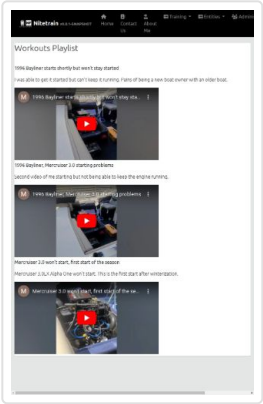 Nitetrain
Home
Contact Us
About Me
Training
Entities
Admin
Workouts Playlist
1996 Bayliner starts shortly but won't stay started
I was able to get it started but can't keep it running. Pains of being a new boat owner with an older boat.
M 1996 Bayliner starts shortly but won't stay sta...
1996 Bayliner, Mercruiser 3.0 starting problems
Second video of me starting but not being able to keep the engine running.
M 1996 Bayliner, Mercruiser 3.0 starting problems
Mercruiser 3.0 won't start, first start of the season
Mercruiser 3.0LX Alpha One won't start. This is the first start after winterization.
M Mercruiser 3.0 won't start, first start of the se...